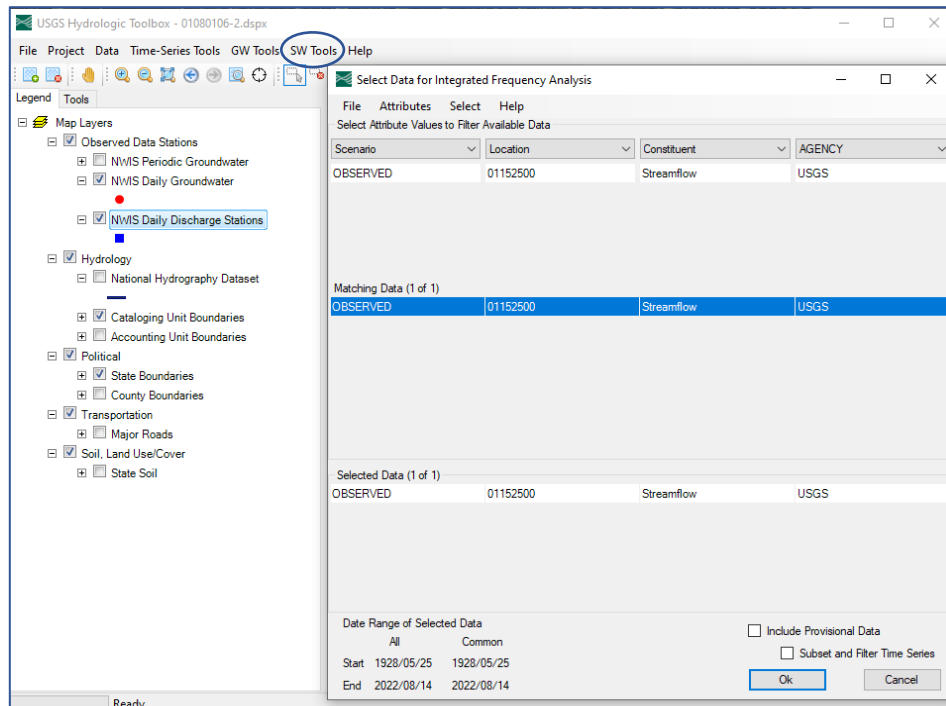 USGS Hydrologic Toolbox - 01080106-2.dspx
File Project Data Time-Series Tools GW Tools SW Tools Help
Legend Tools
Map Layers
Observed Data Stations
NWIS Periodic Groundwater
NWIS Daily Groundwater
NWIS Daily Discharge Stations
Hydrology
National Hydrography Dataset
Cataloging Unit Boundaries
Accounting Unit Boundaries
Political
State Boundaries
County Boundaries
Transportation
Major Roads
Soil, Land Use/Cover
State Soil
Ready
Select Data for Integrated Frequency Analysis
File Attributes Select Help
Select Attribute Values to Filter Available Data
Scenario Location Constituent AGENCY
OBSERVED 01152500 Streamflow USGS
Matching Data (1 of 1)
OBSERVED 01152500 Streamflow USGS
Selected Data (1 of 1)
OBSERVED 01152500 Streamflow USGS
Date Range of Selected Data
All Common
Start 1928/05/25 1928/05/25
End 2022/08/14 2022/08/14
Include Provisional Data
Subset and Filter Time Series
Ok Cancel